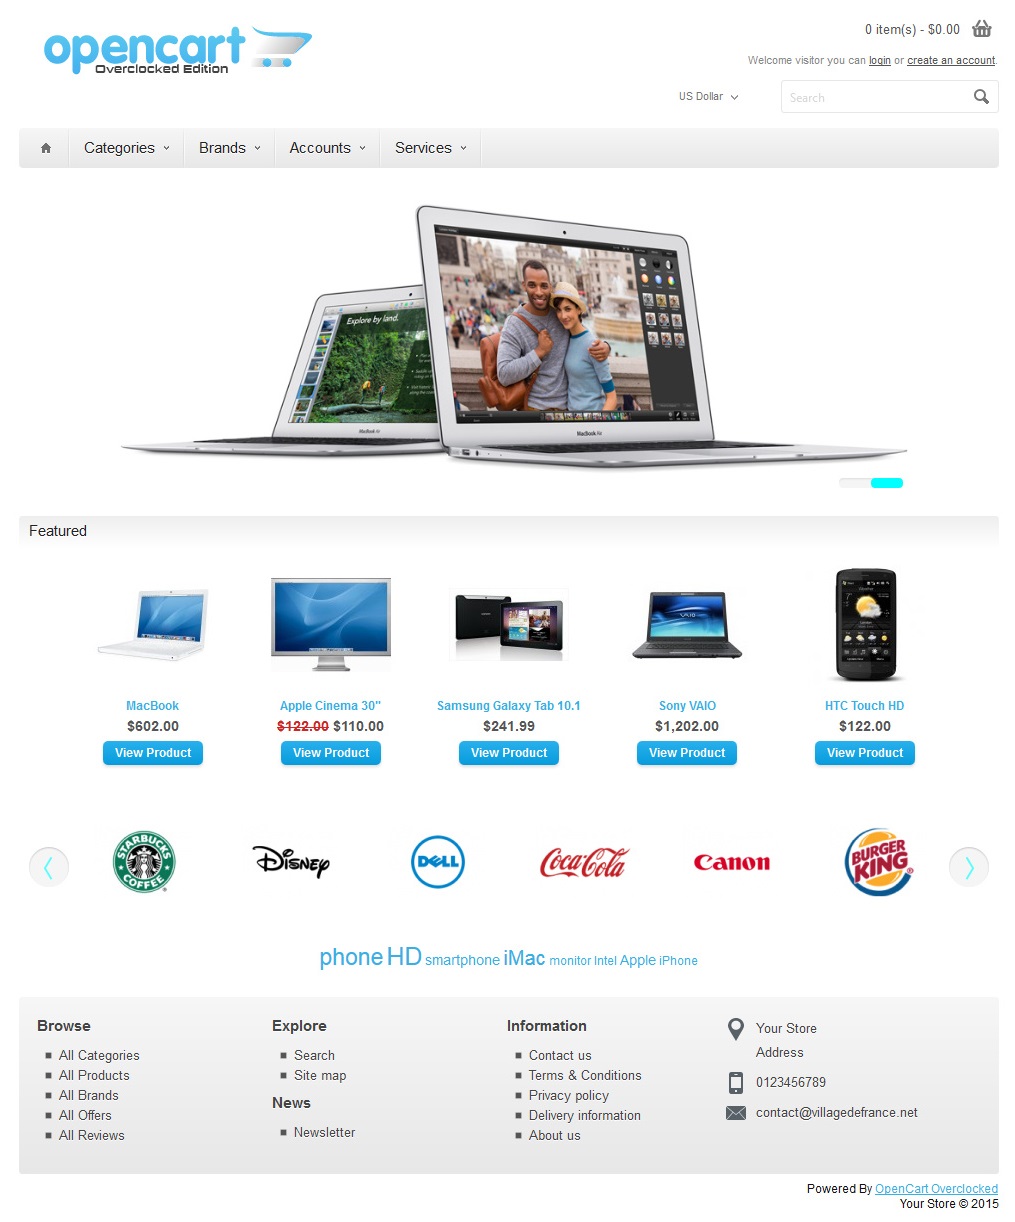 opencart
Overclocked Edition
0 item(s) - $0.00
Welcome visitor you can login or create an account.
US Dollar
Search
Categories
Brands
Accounts
Services
Explore by land.
MacBook Air
MacBook Air
Featured
VAIO
MacBook
Apple Cinema 30"
Samsung Galaxy Tab 10.1
Sony VAIO
HTC Touch HD
$602.00
$122.00 $110.00
$241.99
$1,202.00
$122.00
View Product
View Product
View Product
View Product
View Product
STARBUCKS COFFEE
Disney
DELL
Coca-Cola
Canon
BURGER KING
phone HD smartphone iMac monitor Intel Apple iPhone
Browse
All Categories
All Products
All Brands
All Offers
All Reviews
Explore
Search
Site map
News
Newsletter
Information
Contact us
Terms & Conditions
Privacy policy
Delivery information
About us
Your Store
Address
0123456789
contact@villagedefrance.net
Powered By OpenCart Overclocked
Your Store © 2015